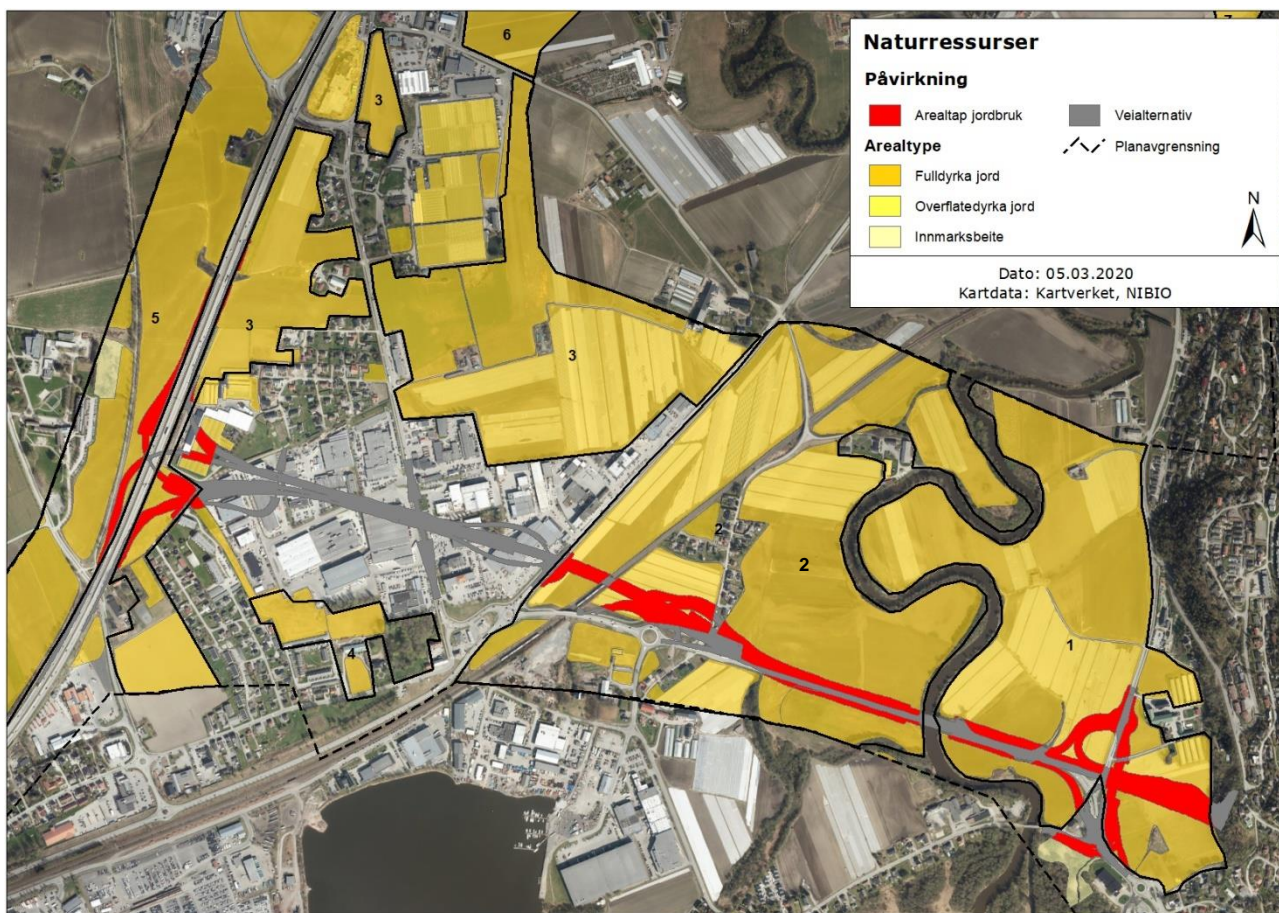 Naturressurser
Påvirkning
Arealtap jordbruk
Veialternativ
Arealtype
Planavgrensning
Fulldyrka jord
Overflatedyrka jord
Innmarksbeite
N
Dato: 05.03.2020
Kartdata: Kartverket, NIBIO
6
3
5
3
3
2
2
1
4